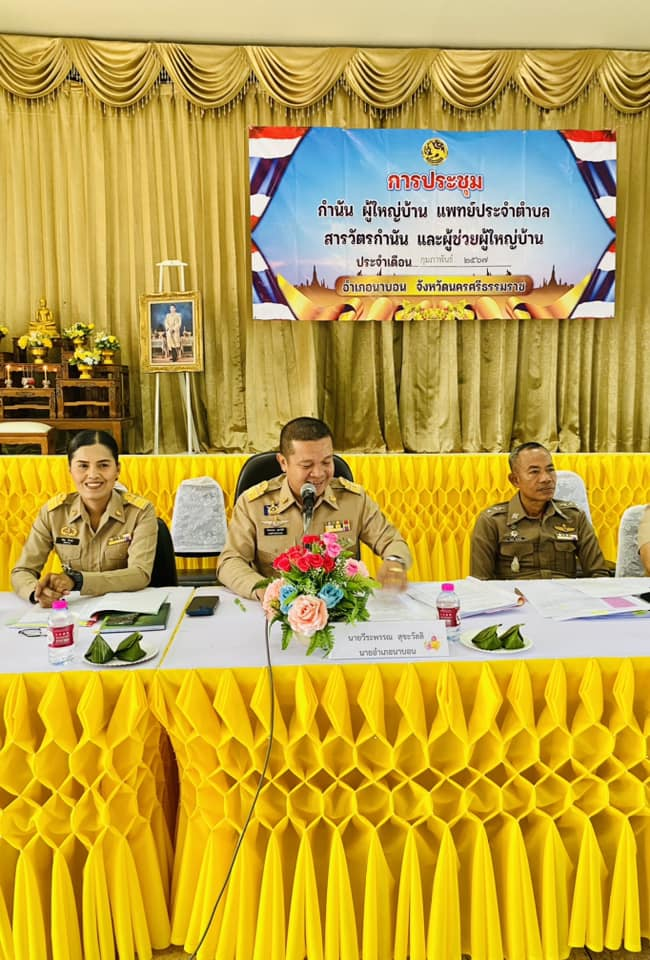 การประชุม
กำนัน ผู้ใหญ่บ้าน แพทย์ประจำตำบล
สารวัตรกำนัน และผู้ช่วยผู้ใหญ่บ้าน
ประจำเดือน กุมภาพันธ์ ๒๕๖๗
อำเภอนาบอน จังหวัดนครศรีธรรมราช
นายวีระพรรณ สุขะวัลลิ
นายอำเภอนาบอน